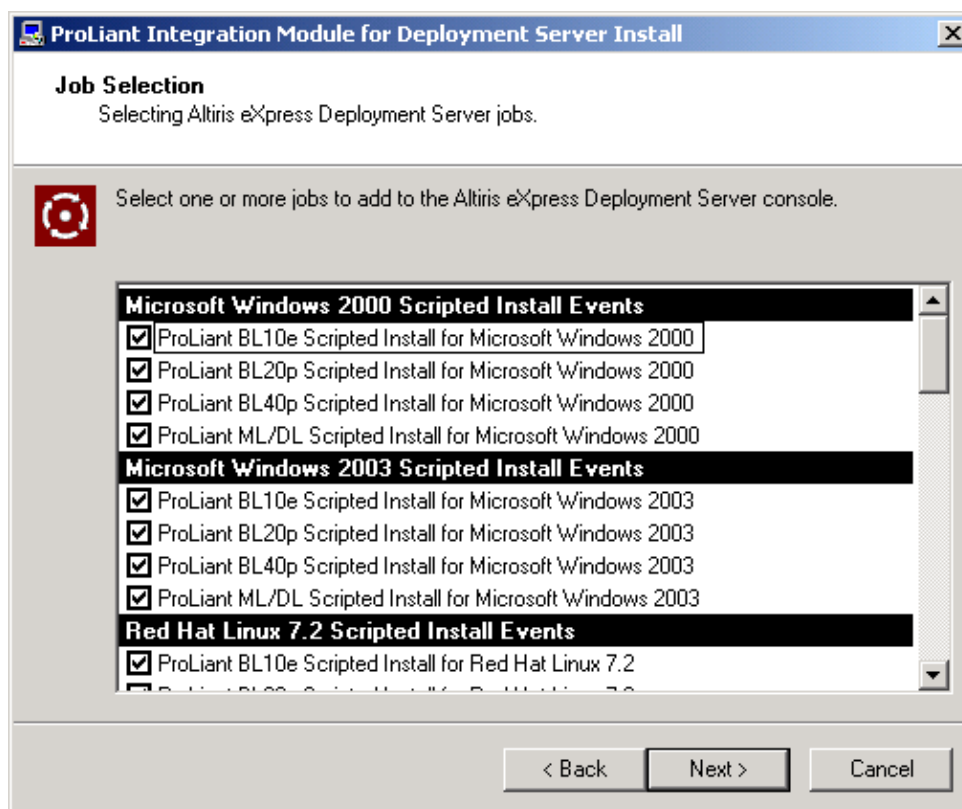 ProLiant Integration Module for Deployment Server Install
Job Selection
Selecting Altiris eXpress Deployment Server jobs.
Select one or more jobs to add to the Altiris eXpress Deployment Server console.
Microsoft Windows 2000 Scripted Install Events
ProLiant BL10e Scripted Install for Microsoft Windows 2000
ProLiant BL20p Scripted Install for Microsoft Windows 2000
ProLiant BL40p Scripted Install for Microsoft Windows 2000
ProLiant ML/DL Scripted Install for Microsoft Windows 2000
Microsoft Windows 2003 Scripted Install Events
ProLiant BL10e Scripted Install for Microsoft Windows 2003
ProLiant BL20p Scripted Install for Microsoft Windows 2003
ProLiant BL40p Scripted Install for Microsoft Windows 2003
ProLiant ML/DL Scripted Install for Microsoft Windows 2003
Red Hat Linux 7.2 Scripted Install Events
ProLiant BL10e Scripted Install for Red Hat Linux 7.2
< Back Next > Cancel